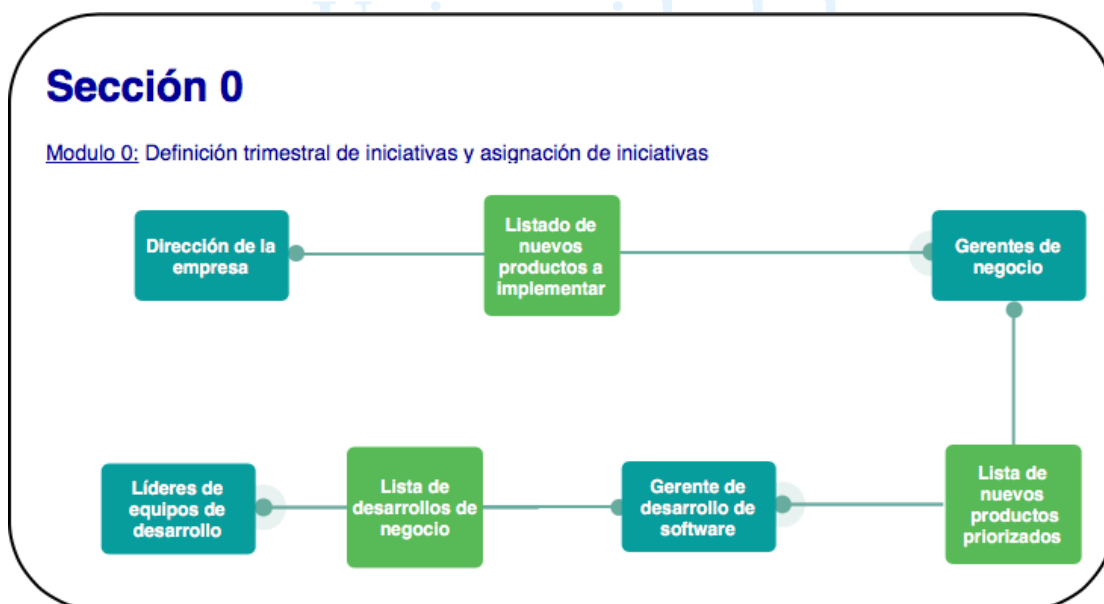 Sección 0
Modulo 0: Definición trimestral de iniciativas y asignación de iniciativas
Dirección de la
empresa
Listado de
nuevos
productos a
implementar
Gerentes de
negocio
Líderes de
equipos de
desarrollo
Lista de
desarrollos de
negocio
Gerente de
desarrollo de
software
Lista de
nuevos
productos
priorizados